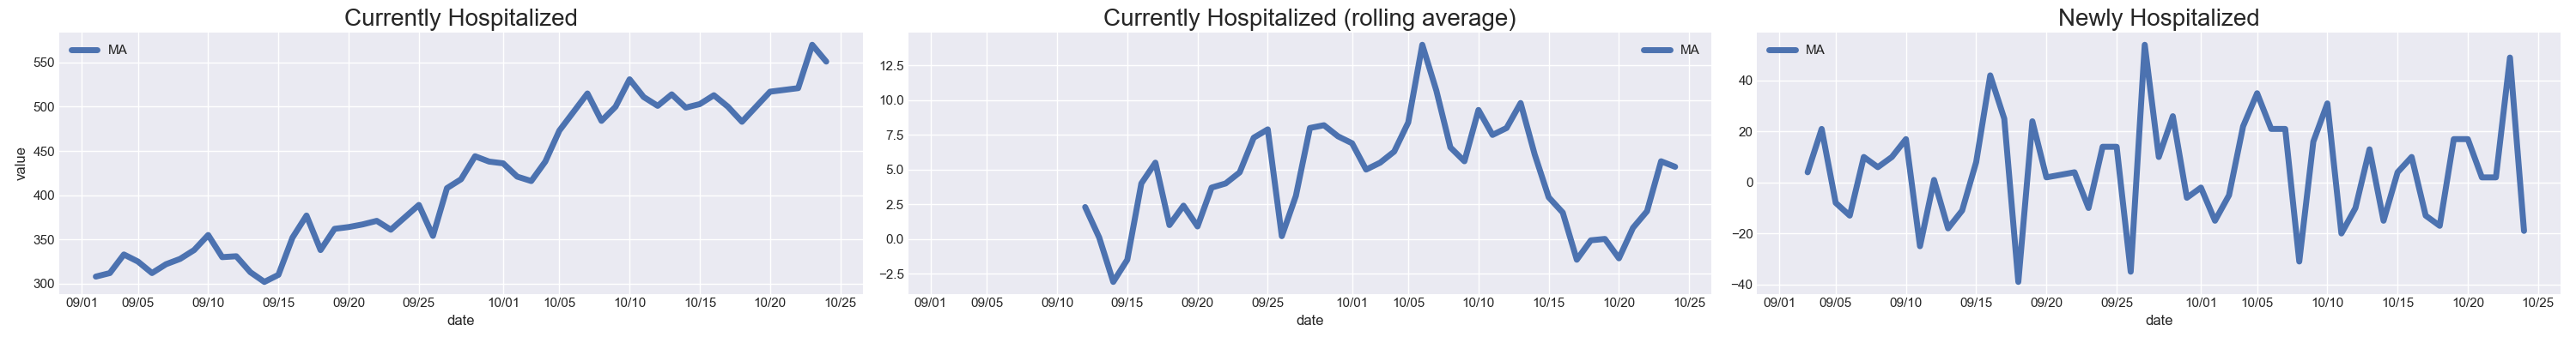 Currently Hospitalized
MA
550
500
450
400
350
300
value
09/01 09/05 09/10 09/15 09/20 09/25 10/01 10/05 10/10 10/15 10/20 10/25
date
Currently Hospitalized (rolling average)
MA
12.5
10.0
7.5
5.0
2.5
0.0
−2.5
09/01 09/05 09/10 09/15 09/20 09/25 10/01 10/05 10/10 10/15 10/20 10/25
date
Newly Hospitalized
MA
40
20
0
−20
−40
09/01 09/05 09/10 09/15 09/20 09/25 10/01 10/05 10/10 10/15 10/20 10/25
date